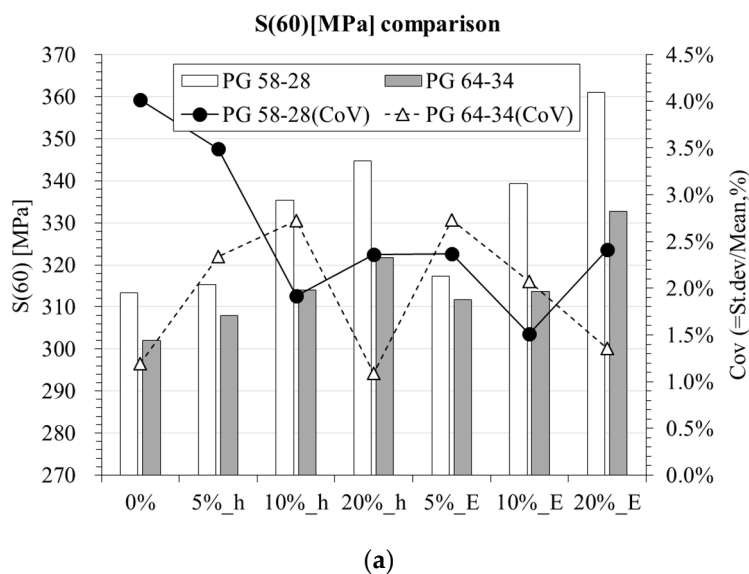 S(60)[MPa] comparison
PG 58-28
PG 64-34
PG 58-28(CoV)
PG 64-34(CoV)
S(60) [MPa]
370
360
350
340
330
320
310
300
290
280
270
4.5%
4.0%
3.5%
3.0%
2.5%
2.0%
1.5%
1.0%
0.5%
0.0%
Cov (=St.dev/Mean,%)
0%
5%_h
10%_h
20%_h
5%_E
10%_E
20%_E
(a)